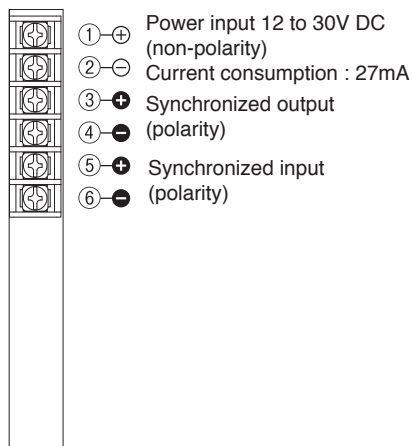 ①-⊕ Power input 12 to 30V DC
(non-polarity)
②-⊖ Current consumption : 27mA
③-+ Synchronized output
④-- (polarity)
⑤-+ Synchronized input
⑥-- (polarity)